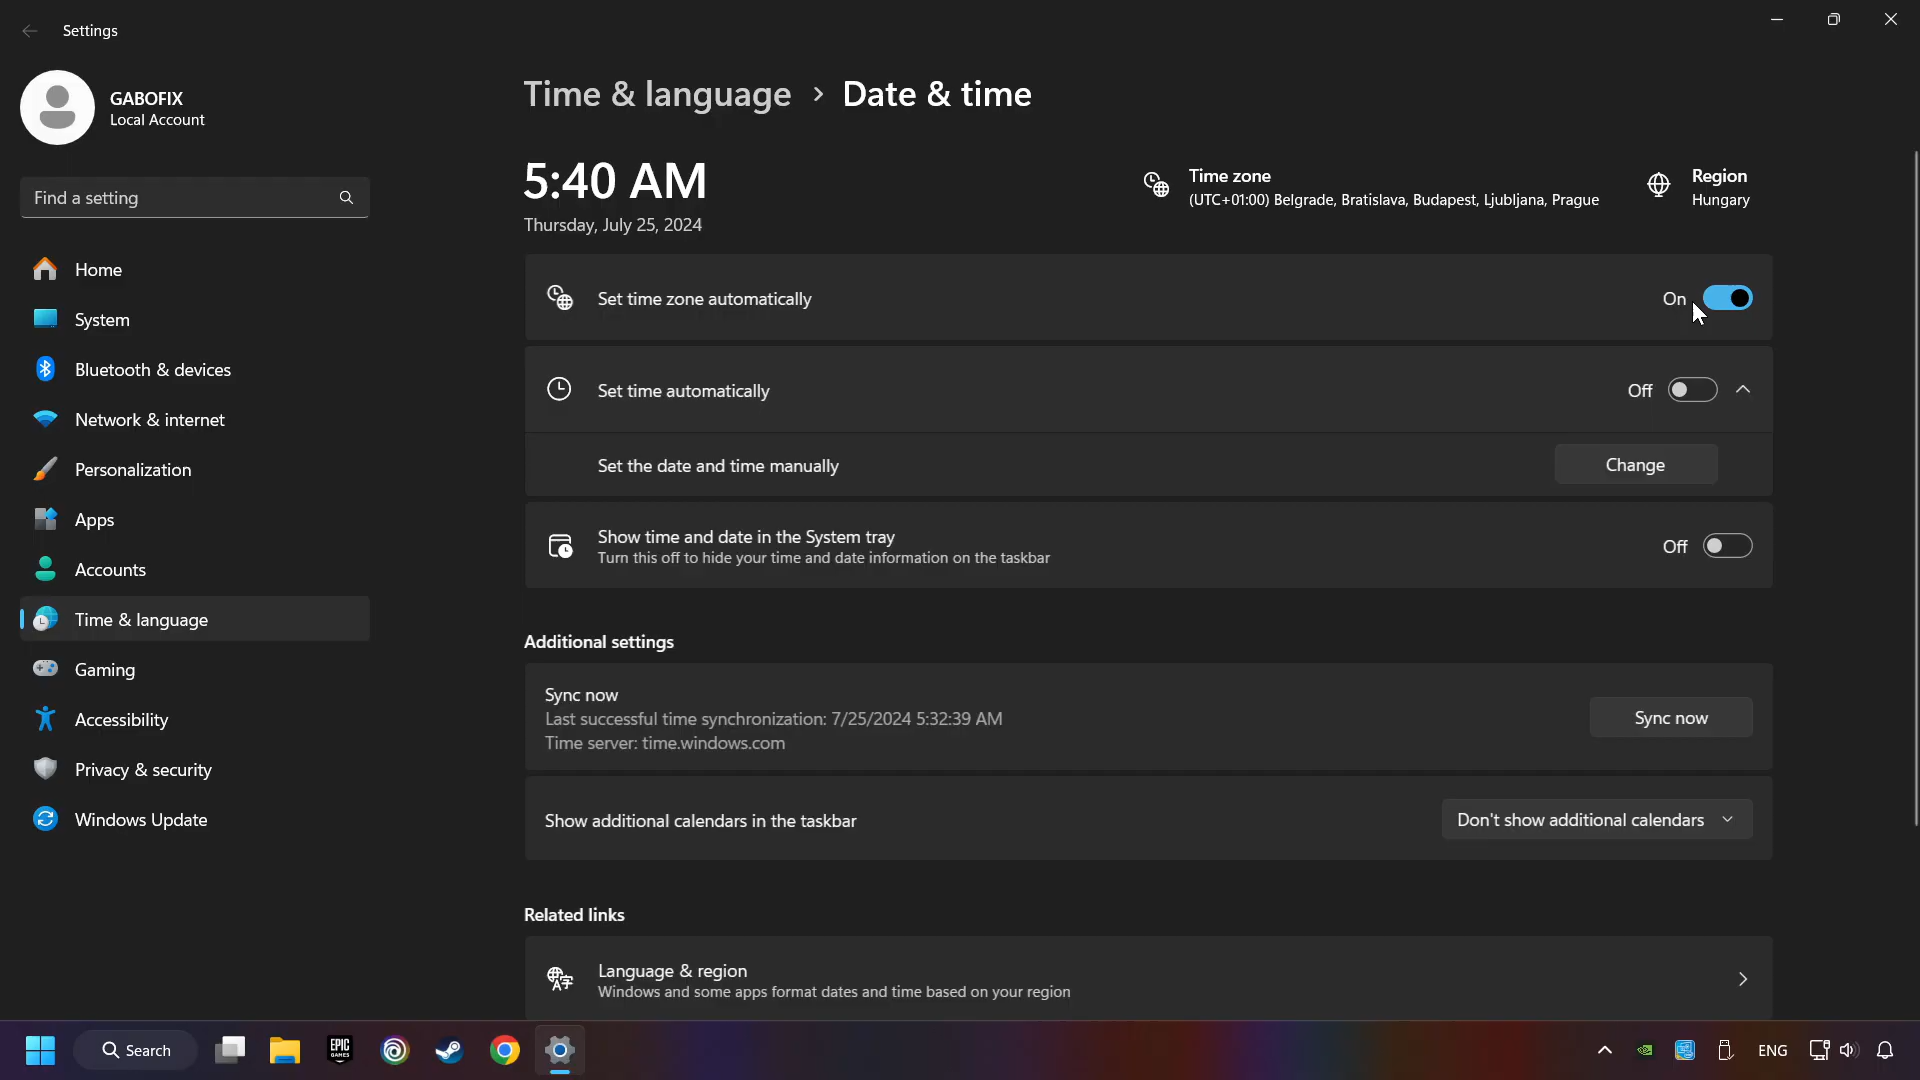 Settings
GABOFIX
Local Account
Find a setting
Home
System
Bluetooth & devices
Network & internet
Personalization
Apps
Accounts
Time & language
Gaming
Accessibility
Privacy & security
Windows Update
Time & language › Date & time
5:40 AM
Thursday, July 25, 2024
Time zone
(UTC+01:00) Belgrade, Bratislava, Budapest, Ljubljana, Prague
Region
Hungary
Set time zone automatically
On
Set time automatically
Off
Set the date and time manually
Change
Show time and date in the System tray
Turn this off to hide your time and date information on the taskbar
Off
Additional settings
Sync now
Last successful time synchronization: 7/25/2024 5:32:39 AM
Time server: time.windows.com
Sync now
Show additional calendars in the taskbar
Don't show additional calendars
Related links
Language & region
Windows and some apps format dates and time based on your region
Search
EPIC
GAMES
ENG